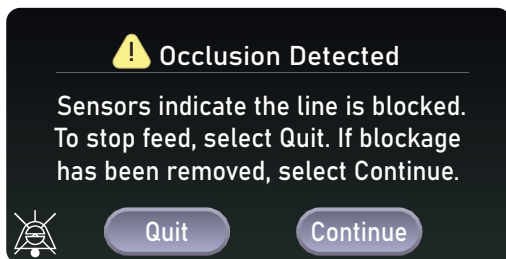 Occlusion Detected
Sensors indicate the line is blocked.
To stop feed, select Quit. If blockage
has been removed, select Continue.
Quit
Continue